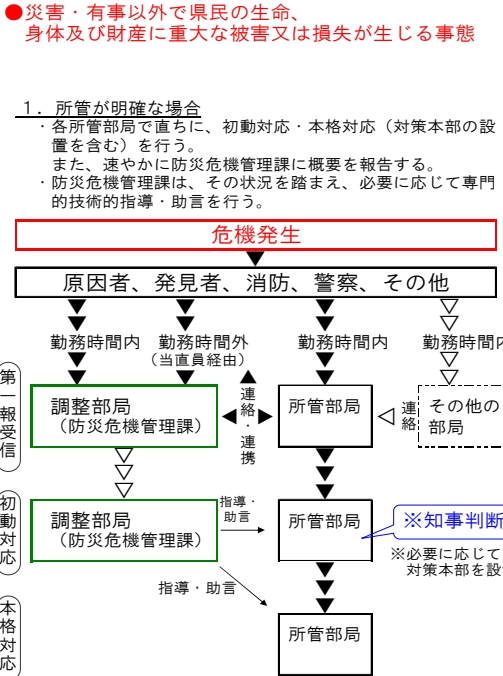 ●災害・有事以外で県民の生命、
身体及び財産に重大な被害又は損失が生じる事態
1．所管が明確な場合
・各所管部局で直ちに、初動対応・本格対応（対策本部の設
置を含む）を行う。
また、速やかに防災危機管理課に概要を報告する。
・防災危機管理課は、その状況を踏まえ、必要に応じて専門
的技術的指導・助言を行う。
危機発生
原因者、発見者、消防、警察、その他
勤務時間内
勤務時間外
（当直員経由）
勤務時間内
勤務時間内
第一報受信
調整部局
（防災危機管理課）
連絡・連携
所管部局
連絡
その他の
部局
初動対応
調整部局
（防災危機管理課）
指導・
助言
所管部局
※知事判断
※必要に応じて
対策本部を設
指導・助言
本格対応
所管部局